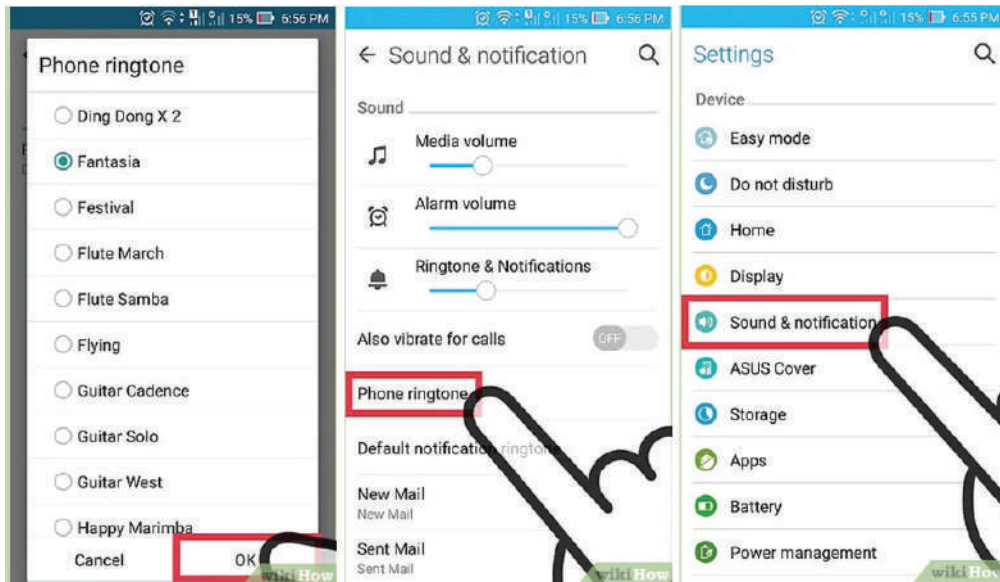 15% 6:56 PM
Phone ringtone
Ding Dong X 2
Fantasia
Festival
Flute March
Flute Samba
Flying
Guitar Cadence
Guitar Solo
Guitar West
Happy Marimba
Cancel OK
wikiHow
15% 6:56 PM
Sound & notification
Sound
Media volume
Alarm volume
Ringtone & Notifications
Also vibrate for calls OFF
Phone ringtone
Default notification ringtone
New Mail
New Mail
Sent Mail
Sent Mail
wikiHow
15% 6:55 PM
Settings
Device
Easy mode
Do not disturb
Home
Display
Sound & notification
ASUS Cover
Storage
Apps
Battery
Power management
wikiHow